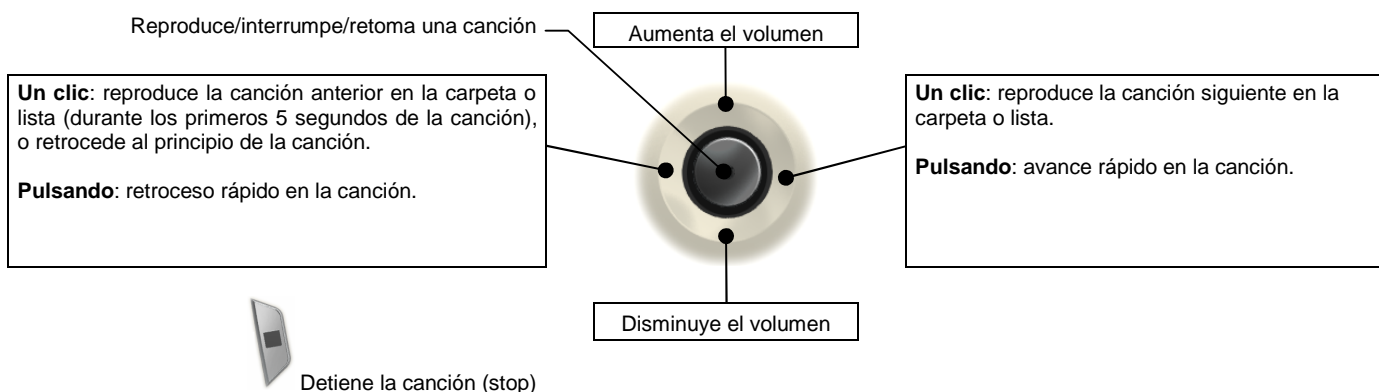 Reproduce/interrumpe/retoma una canción
Aumenta el volumen
Un clic: reproduce la canción anterior en la carpeta o
lista (durante los primeros 5 segundos de la canción),
o retrocede al principio de la canción.
Pulsando: retroceso rápido en la canción.
Un clic: reproduce la canción siguiente en la
carpeta o lista.
Pulsando: avance rápido en la canción.
Disminuye el volumen
Detiene la canción (stop)